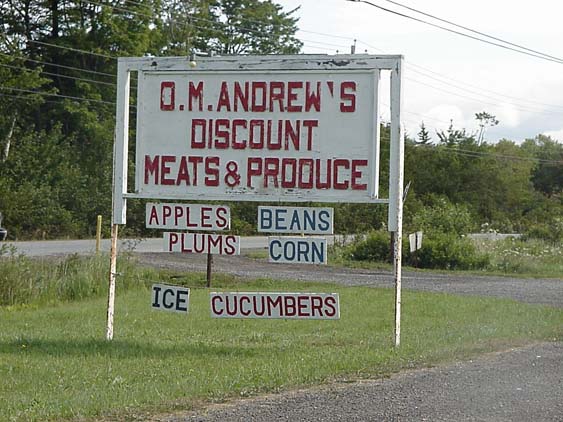 O.M. ANDREW'S
DISCOUNT
MEATS & PRODUCE
APPLES BEANS
PLUMS CORN
ICE CUCUMBERS